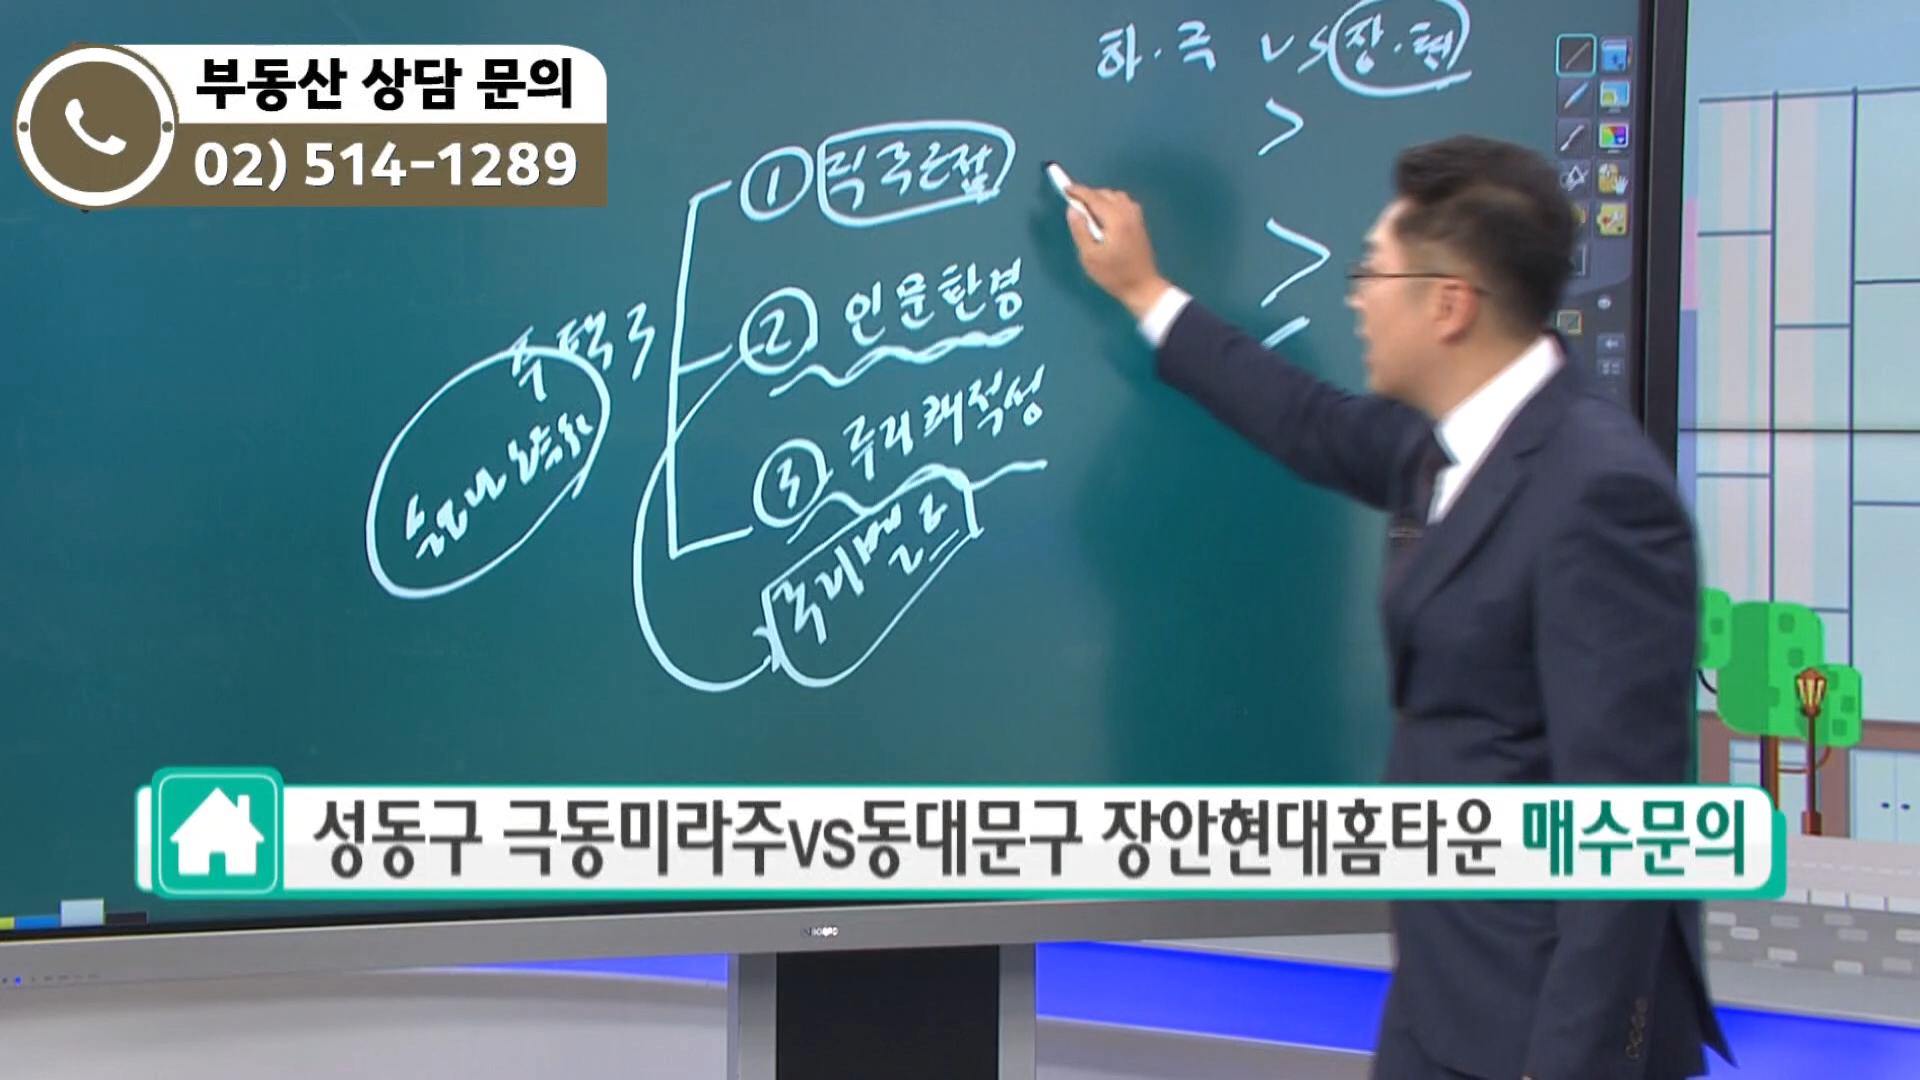 부동산 상담 문의
02) 514-1289
하·극 vs 장·현
>
① 직주근접
>
② 인문환경
주택
③ 주거쾌적성
성동구 극동미라주vs동대문구 장안현대홈타운 매수문의